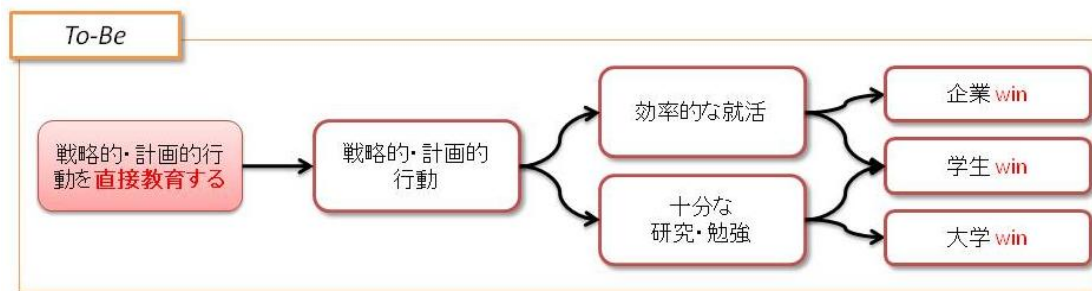 To-Be
戦略的・計画的行
動を直接教育する
戦略的・計画的
行動
効率的な就活
十分な
研究・勉強
企業 win
学生 win
大学 win